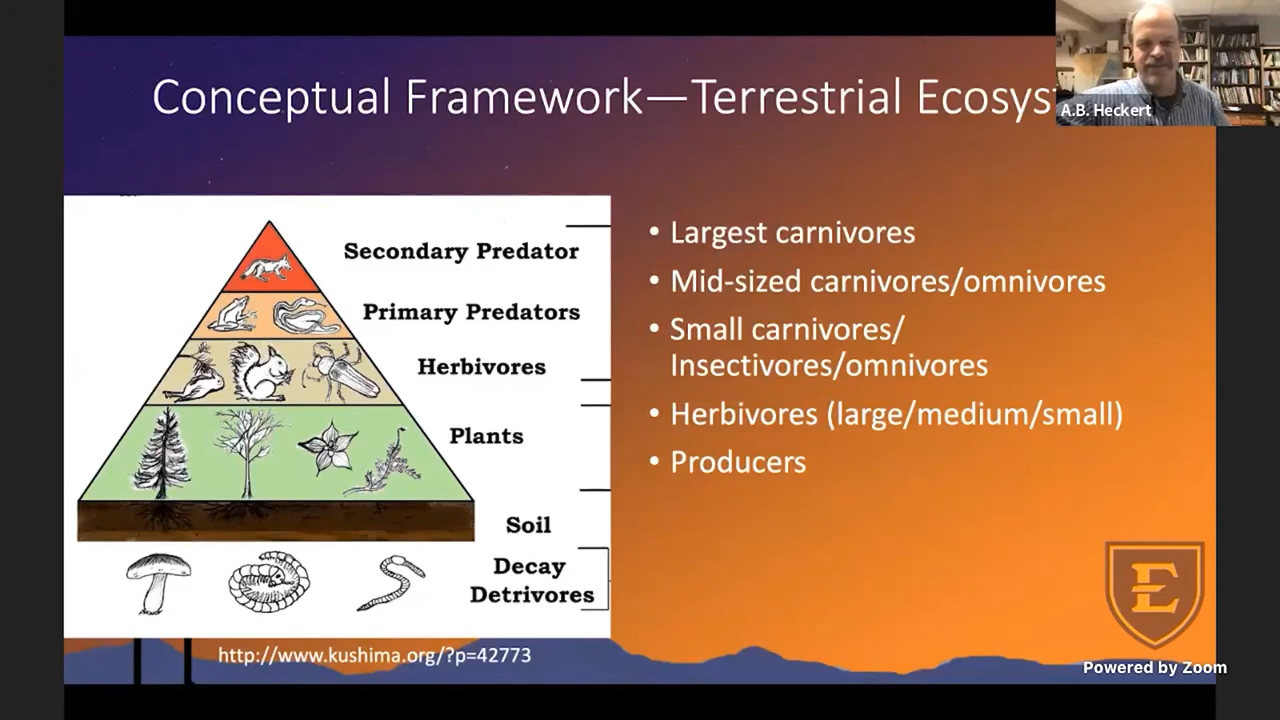 Conceptual Framework—Terrestrial Ecosys
A.B. Heckert
Secondary Predator
Primary Predators
Herbivores
Plants
Soil
Decay
Detrivores
• Largest carnivores
• Mid-sized carnivores/omnivores
• Small carnivores/
Insectivores/omnivores
• Herbivores (large/medium/small)
• Producers
E
http://www.kushima.org/?p=42773
Powered by Zoom